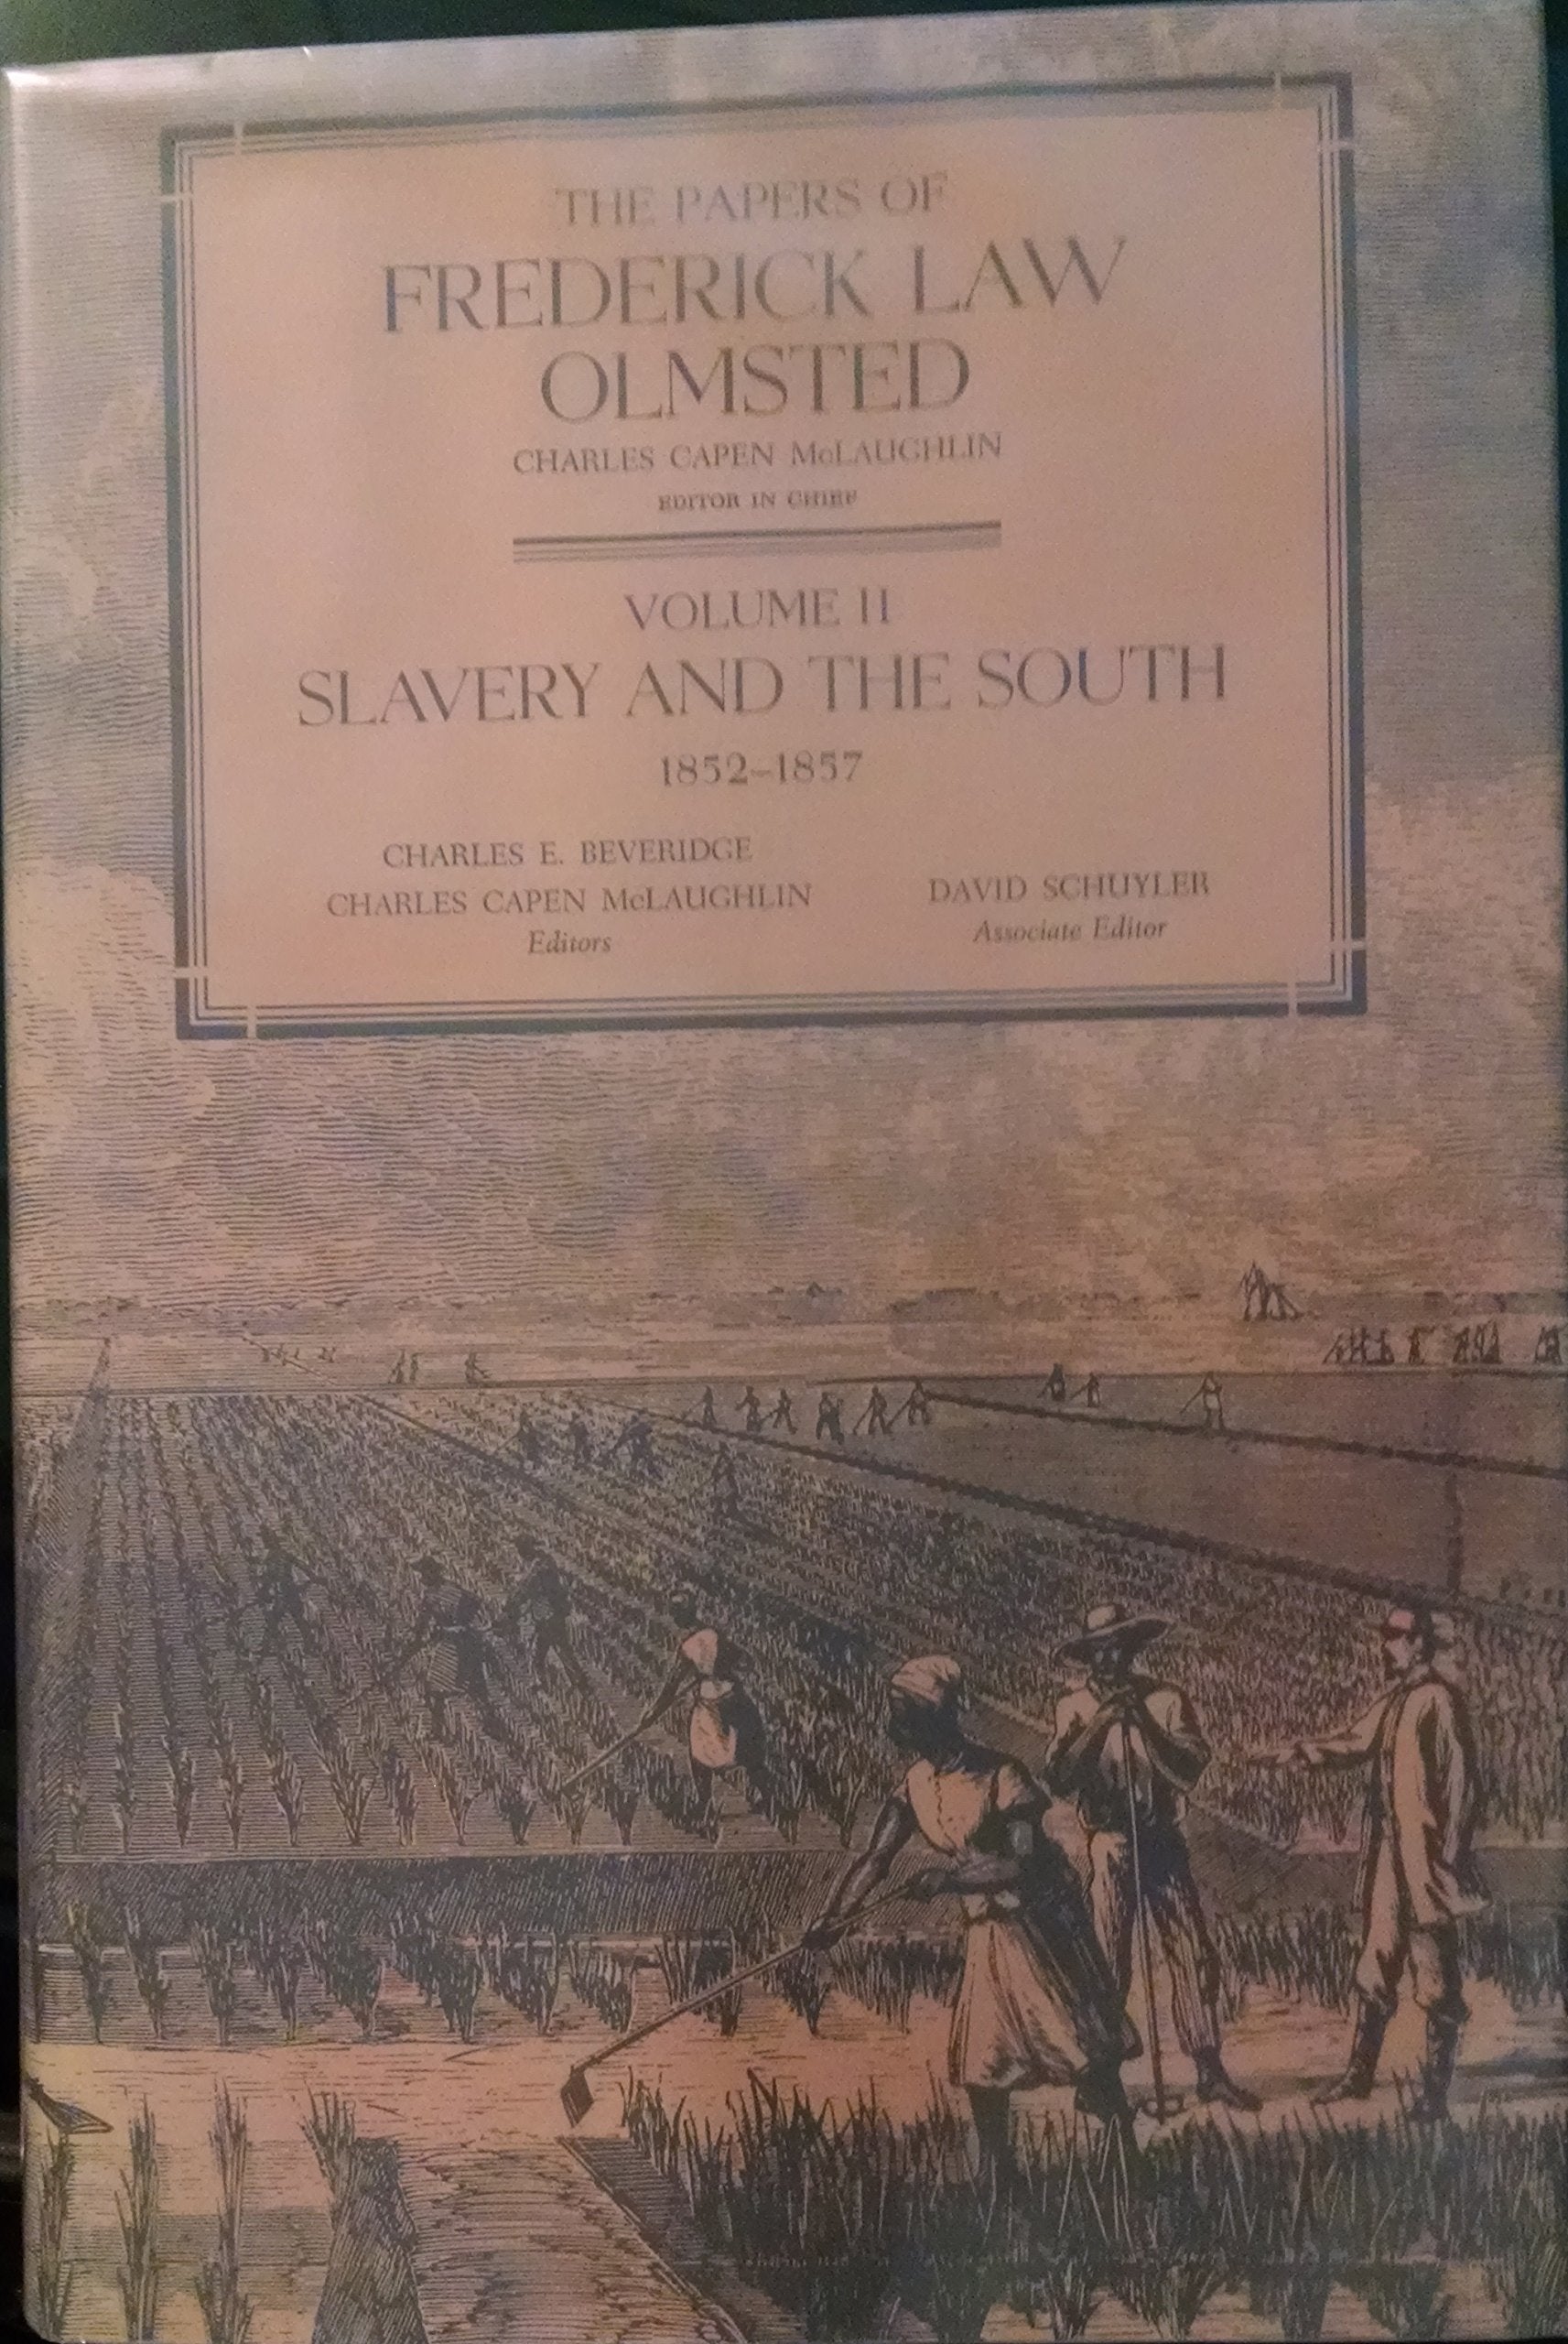 THE PAPERS OF
FREDERICK LAW
OLMSTED
CHARLES CAPEN McLAUGHLIN
EDITOR IN CHIEF
VOLUME II
SLAVERY AND THE SOUTH
1852–1857
CHARLES E. BEVERIDGE
CHARLES CAPEN McLAUGHLIN
Editors
DAVID SCHUYLER
Associate Editor